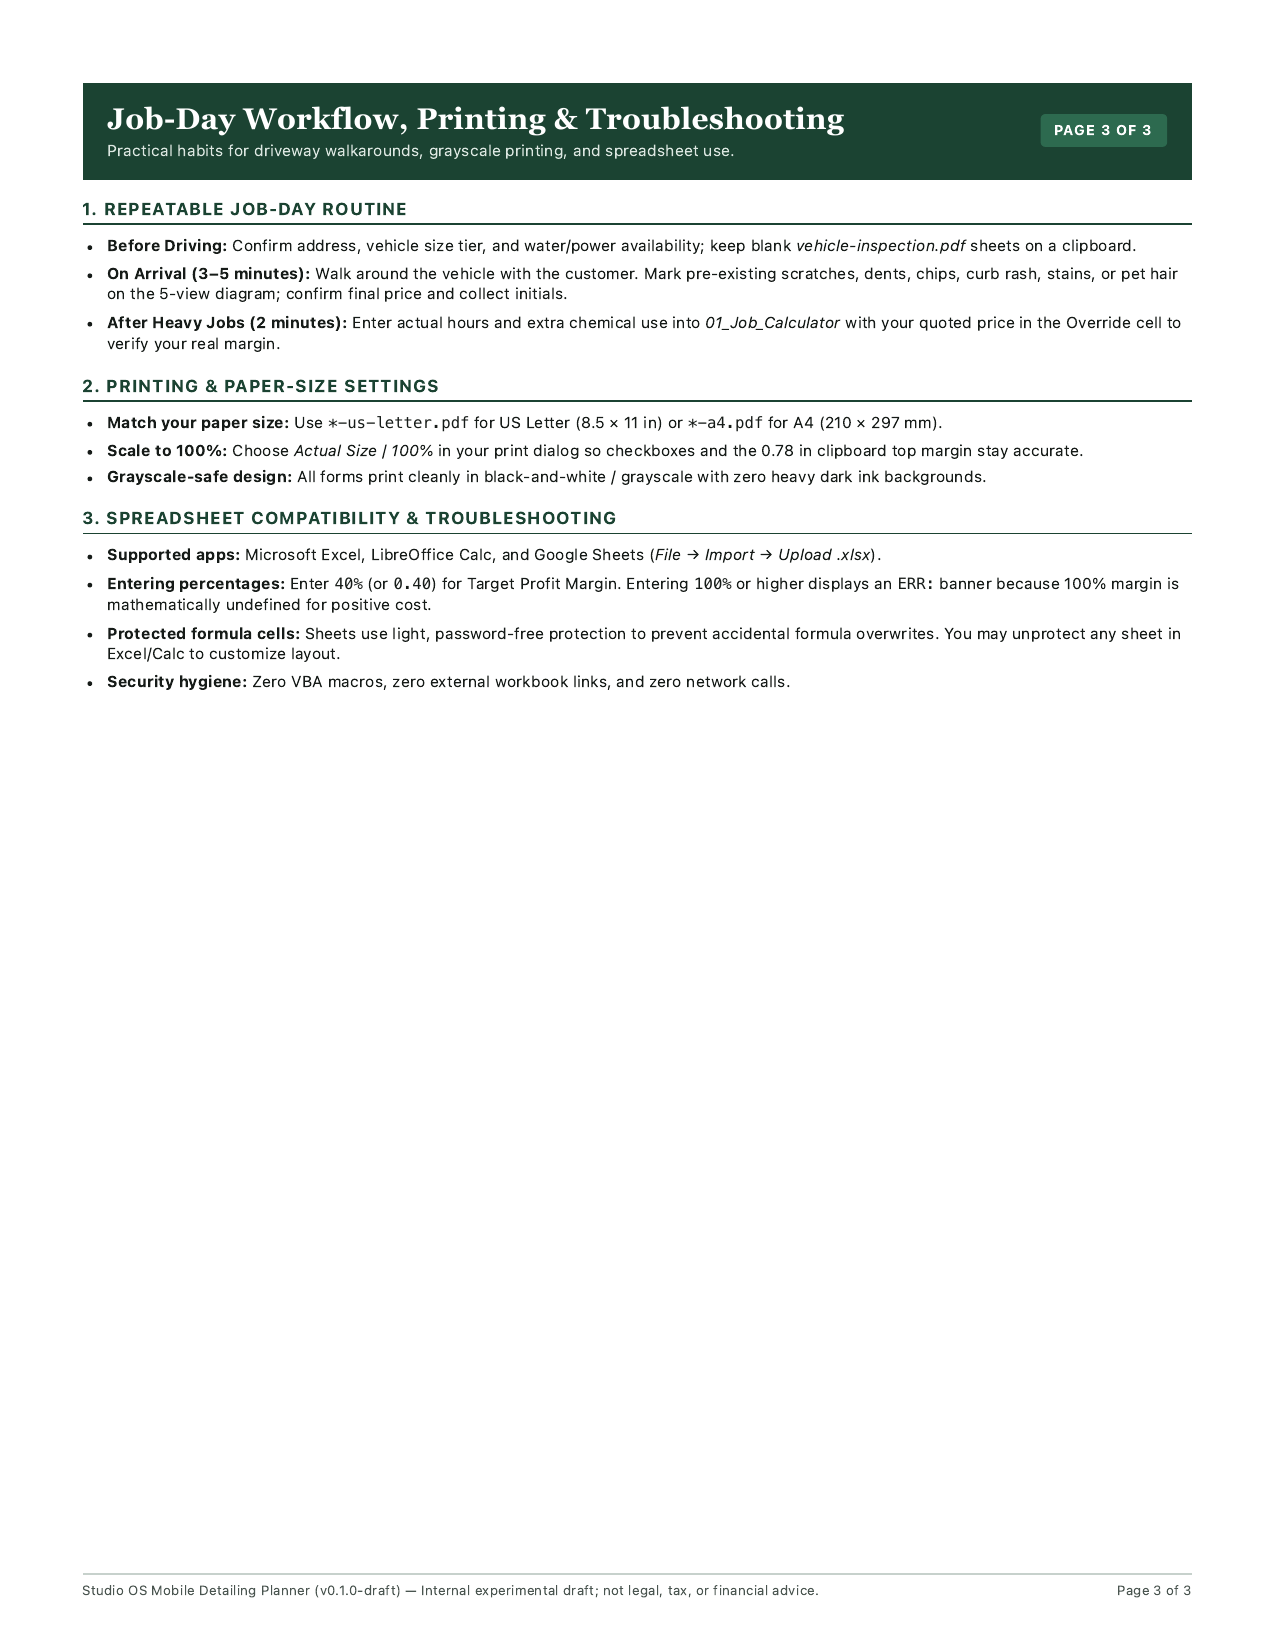 Job-Day Workflow, Printing & Troubleshooting
Practical habits for driveway walkarounds, grayscale printing, and spreadsheet use.
PAGE 3 OF 3
1. REPEATABLE JOB-DAY ROUTINE
• Before Driving: Confirm address, vehicle size tier, and water/power availability; keep blank vehicle-inspection.pdf sheets on a clipboard.
• On Arrival (3–5 minutes): Walk around the vehicle with the customer. Mark pre-existing scratches, dents, chips, curb rash, stains, or pet hair
on the 5-view diagram; confirm final price and collect initials.
• After Heavy Jobs (2 minutes): Enter actual hours and extra chemical use into 01_Job_Calculator with your quoted price in the Override cell to
verify your real margin.
2. PRINTING & PAPER-SIZE SETTINGS
• Match your paper size: Use *-us-letter.pdf for US Letter (8.5 × 11 in) or *-a4.pdf for A4 (210 × 297 mm).
• Scale to 100%: Choose Actual Size / 100% in your print dialog so checkboxes and the 0.78 in clipboard top margin stay accurate.
• Grayscale-safe design: All forms print cleanly in black-and-white / grayscale with zero heavy dark ink backgrounds.
3. SPREADSHEET COMPATIBILITY & TROUBLESHOOTING
• Supported apps: Microsoft Excel, LibreOffice Calc, and Google Sheets (File → Import → Upload .xlsx).
• Entering percentages: Enter 40% (or 0.40) for Target Profit Margin. Entering 100% or higher displays an ERR: banner because 100% margin is
mathematically undefined for positive cost.
• Protected formula cells: Sheets use light, password-free protection to prevent accidental formula overwrites. You may unprotect any sheet in
Excel/Calc to customize layout.
• Security hygiene: Zero VBA macros, zero external workbook links, and zero network calls.
Studio OS Mobile Detailing Planner (v0.1.0-draft) — Internal experimental draft; not legal, tax, or financial advice.
Page 3 of 3